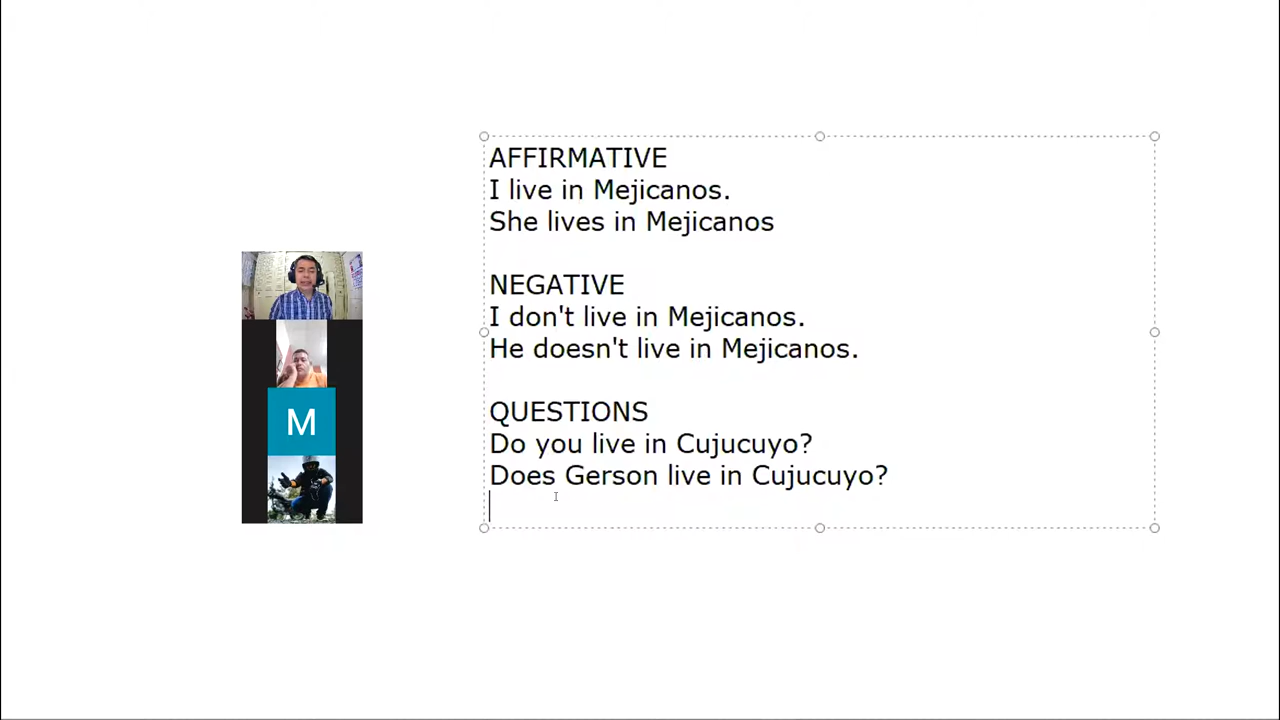 AFFIRMATIVE
I live in Mejicanos.
She lives in Mejicanos
NEGATIVE
I don't live in Mejicanos.
He doesn't live in Mejicanos.
QUESTIONS
Do you live in Cujucuyo?
Does Gerson live in Cujucuyo?
M